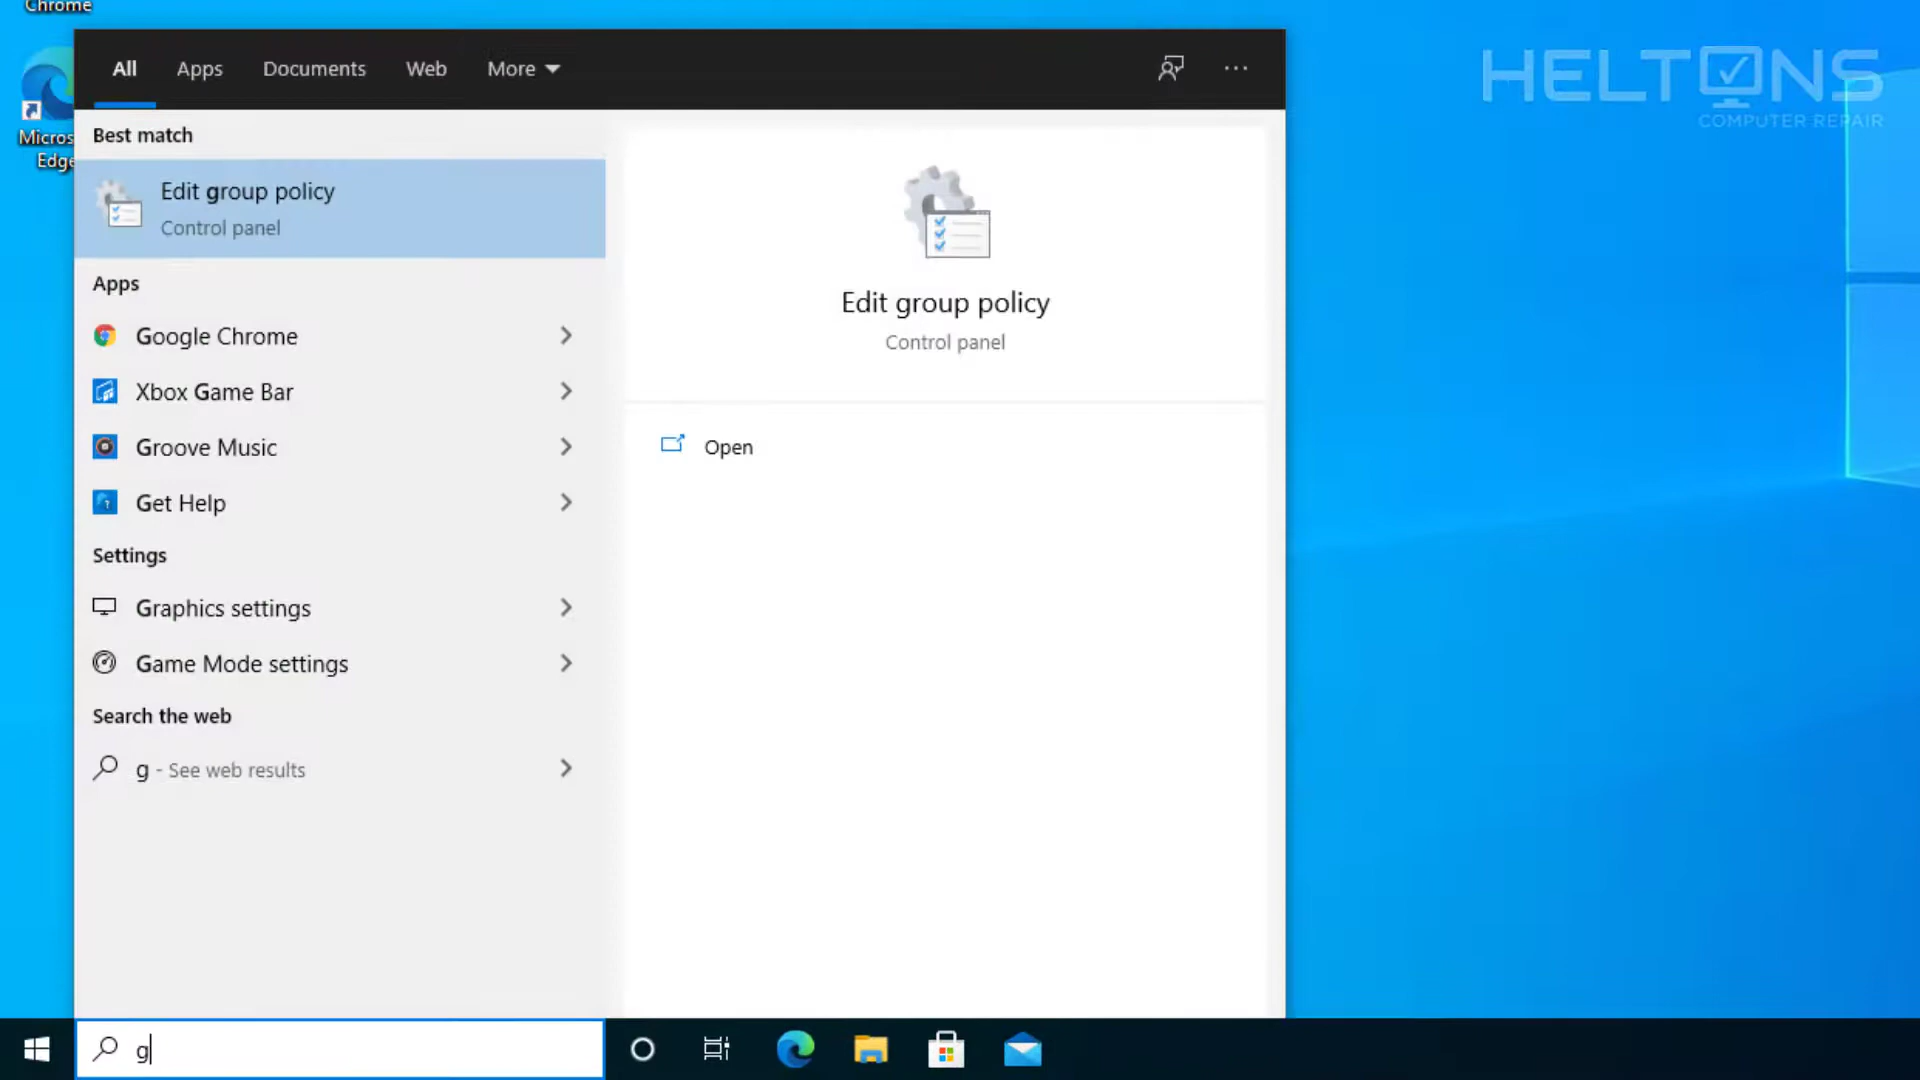 Chrome
Micros
Edge
All
Apps
Documents
Web
More
HELTONS
COMPUTER REPAIR
Best match
Edit group policy
Control panel
Apps
Google Chrome
Xbox Game Bar
Groove Music
Get Help
Settings
Graphics settings
Game Mode settings
Search the web
g - See web results
Edit group policy
Control panel
Open
g